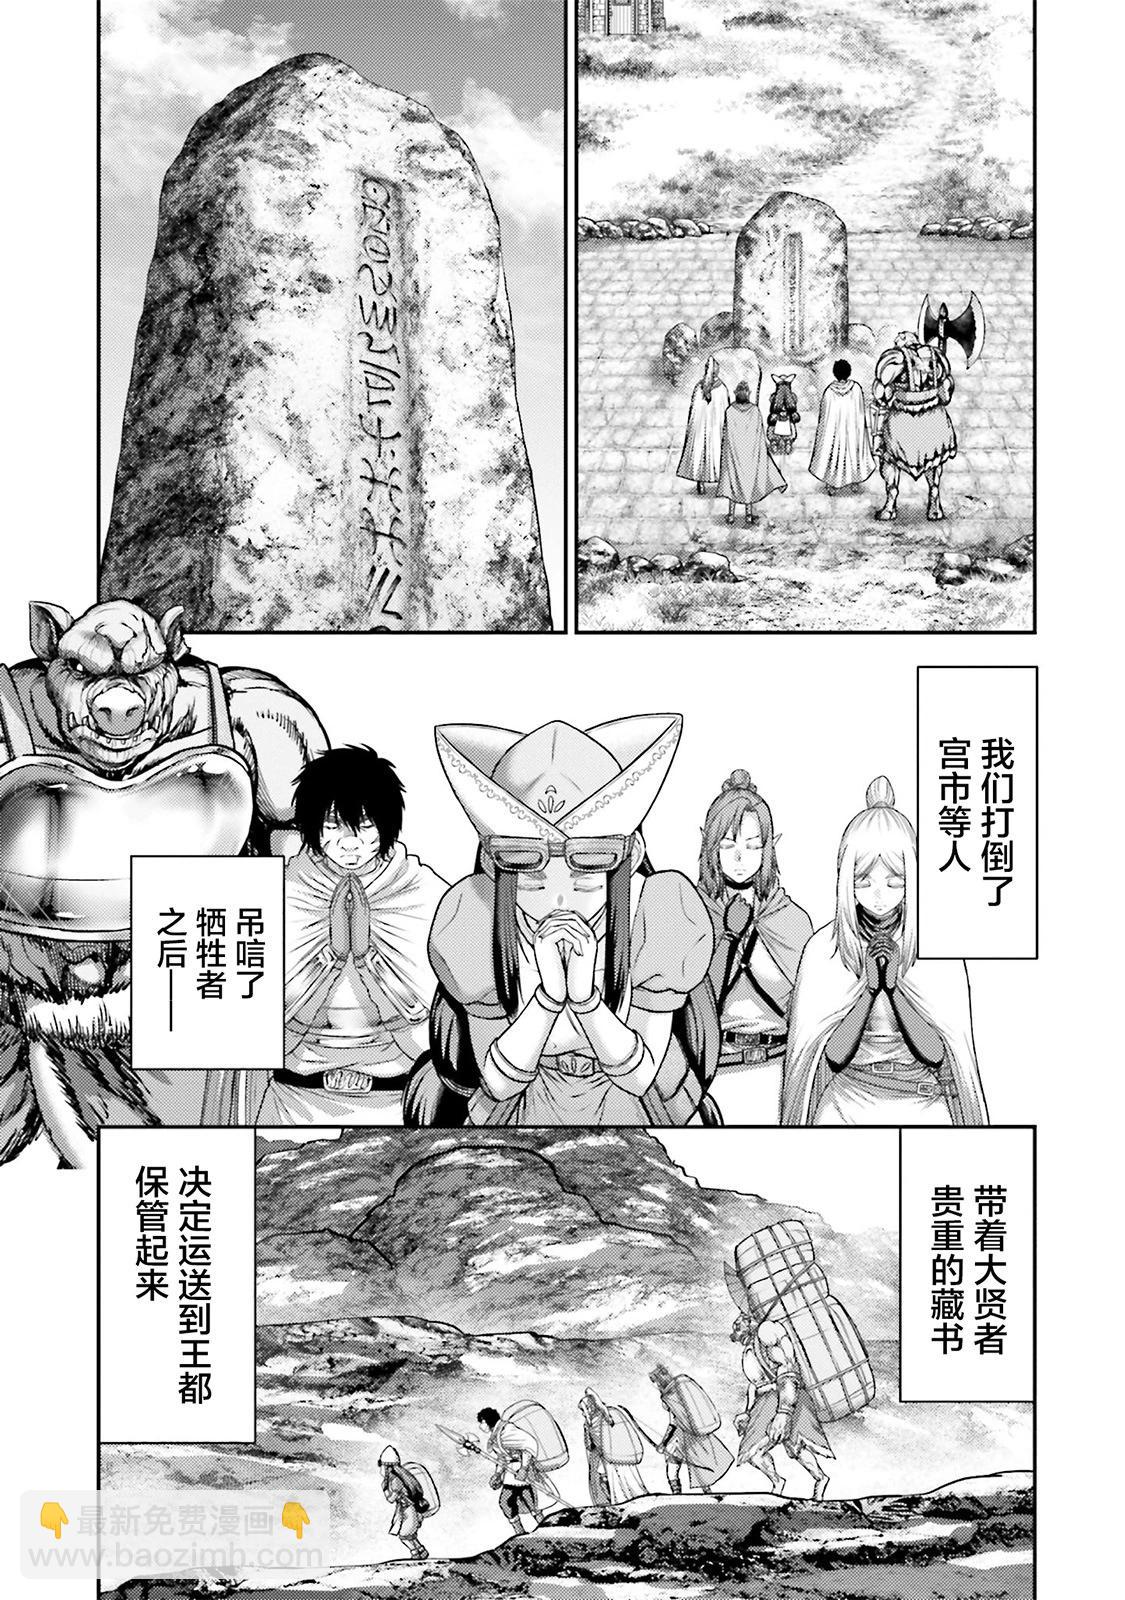 我们打倒了
宫市等人
吊唁了
牺牲者
之后——
带着大贤者
贵重的藏书
决定运送到王都
保管起来
最新免费漫画
www.baozimh.com